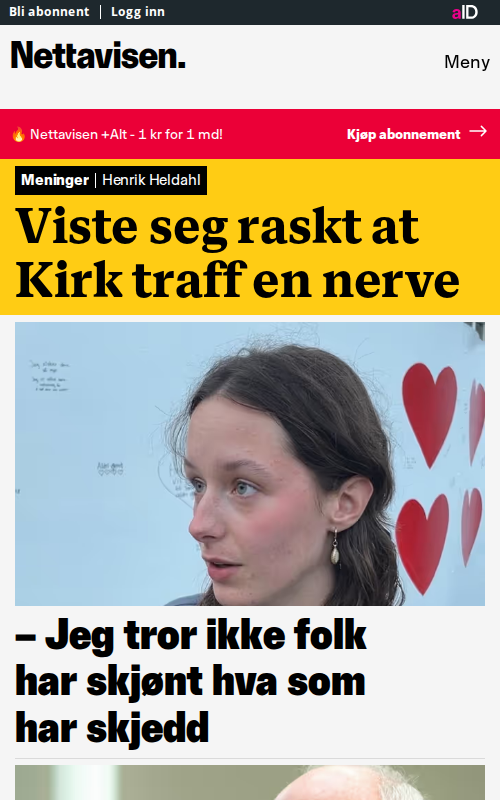 Bli abonnent | Logg inn
aID
Nettavisen.
Meny
🔥 Nettavisen +Alt - 1 kr for 1 md!
Kjøp abonnement →
Meninger | Henrik Heldahl
Viste seg raskt at
Kirk traff en nerve
– Jeg tror ikke folk
har skjønt hva som
har skjedd